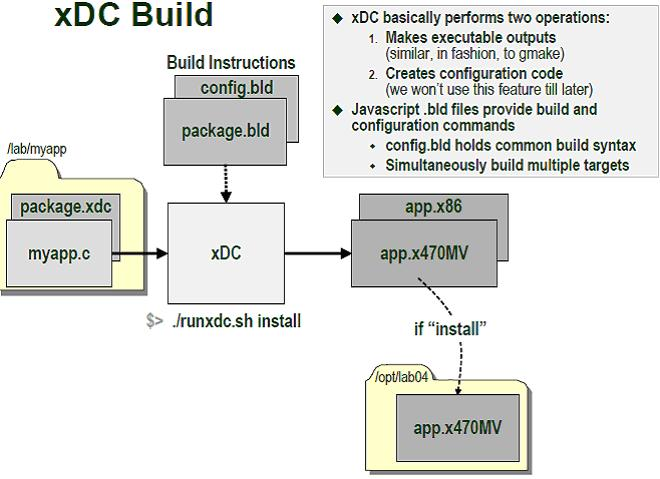 xDC Build
◆ xDC basically performs two operations:
1. Makes executable outputs
(similar, in fashion, to gmake)
2. Creates configuration code
(we won't use this feature till later)
◆ Javascript .bld files provide build and
configuration commands
◆ config.bld holds common build syntax
◆ Simultaneously build multiple targets
Build Instructions
config.bld
package.bld
/lab/myapp
package.xdc
myapp.c
xDC
app.x86
app.x470MV
$> ./runxdc.sh install
if “install”
/opt/lab04
app.x470MV